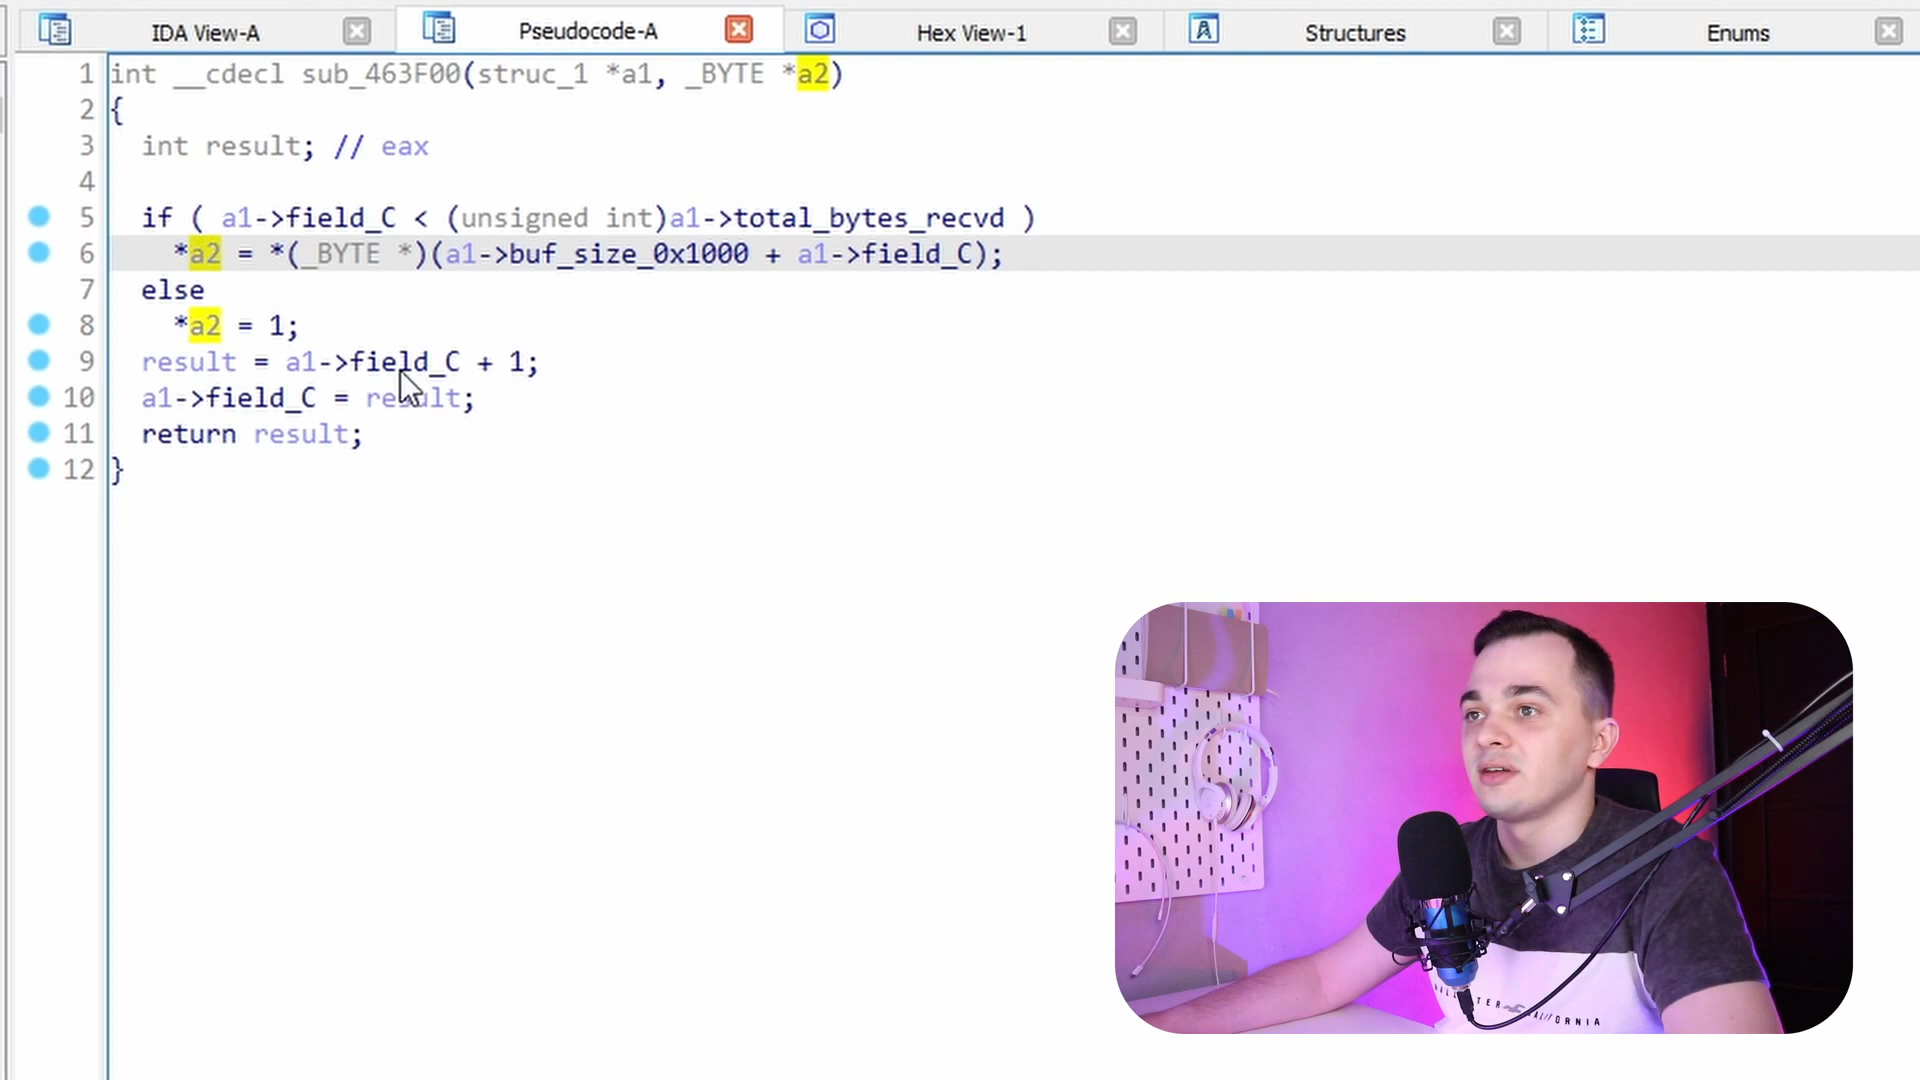 IDA View-A
Pseudocode-A
Hex View-1
Structures
Enums
1 int __cdecl sub_463F00(struc_1 *a1, _BYTE *a2)
2 {
3 int result; // eax
4
5 if ( a1->field_C < (unsigned int)a1->total_bytes_recvd )
6 *a2 = *(_BYTE *)(a1->buf_size_0x1000 + a1->field_C);
7 else
8 *a2 = 1;
9 result = a1->field_C + 1;
10 a1->field_C = result;
11 return result;
12 }